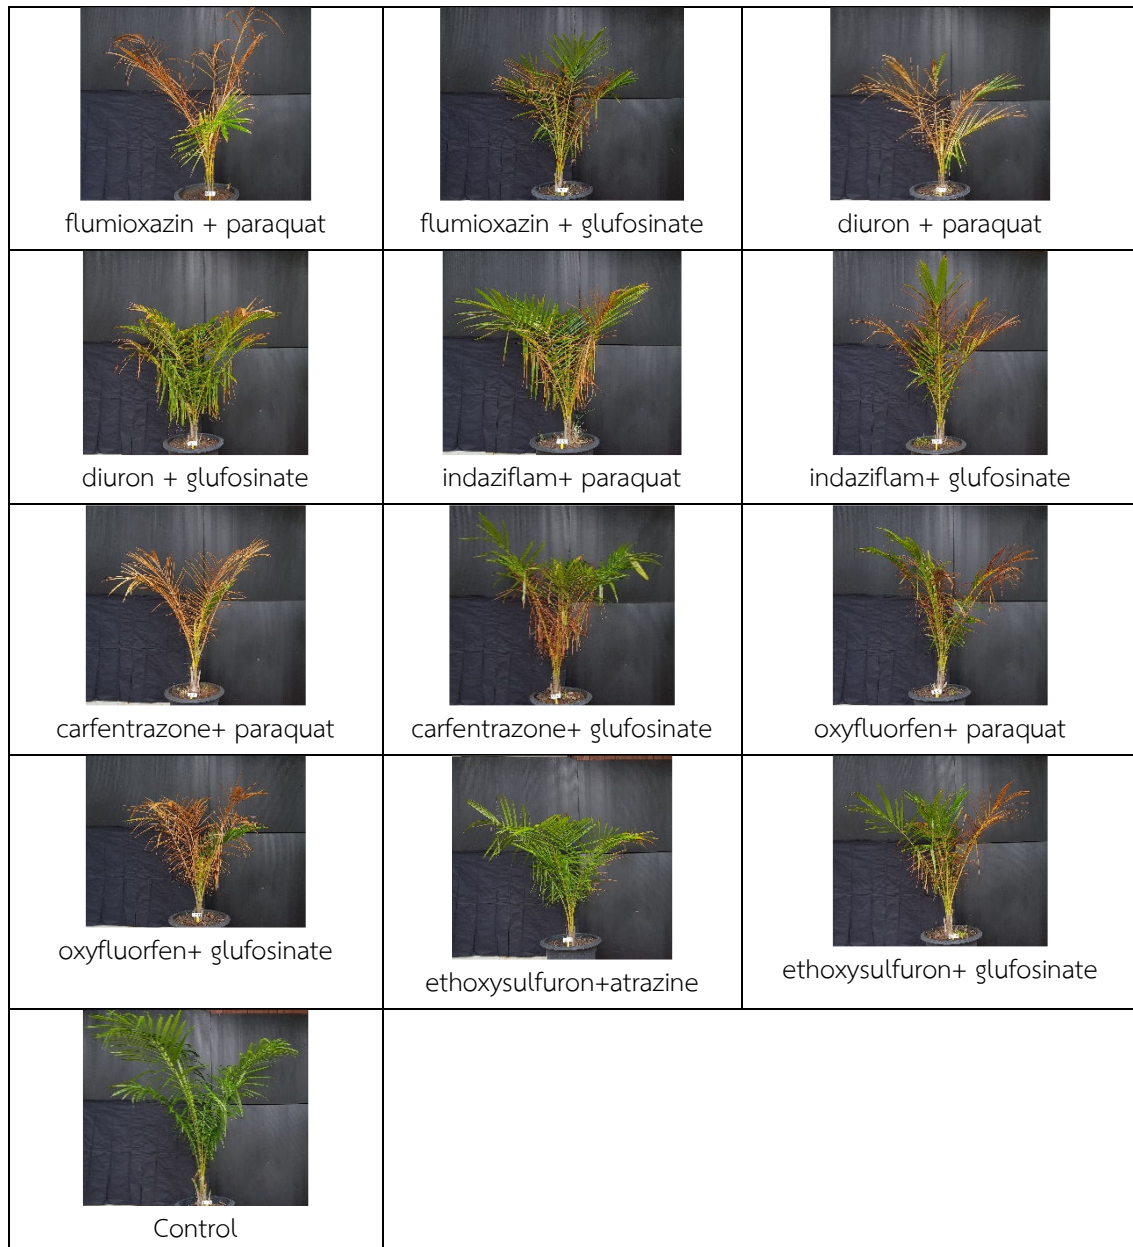 flumioxazin + paraquat
flumioxazin + glufosinate
diuron + paraquat
diuron + glufosinate
indaziflam+ paraquat
indaziflam+ glufosinate
carfentrazone+ paraquat
carfentrazone+ glufosinate
oxyfluorfen+ paraquat
oxyfluorfen+ glufosinate
ethoxysulfuron+atrazine
ethoxysulfuron+ glufosinate
Control